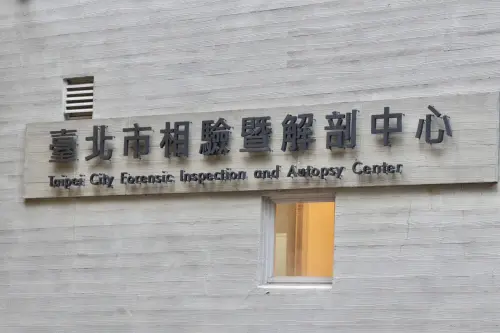 臺北市相驗暨解剖中心
Taipei City Forensic Inspection and Autopsy Center